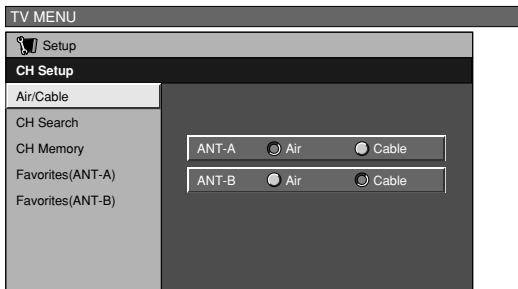 TV MENU
Setup
CH Setup
Air/Cable
CH Search
CH Memory
Favorites(ANT-A)
Favorites(ANT-B)
ANT-A Air Cable
ANT-B Air Cable